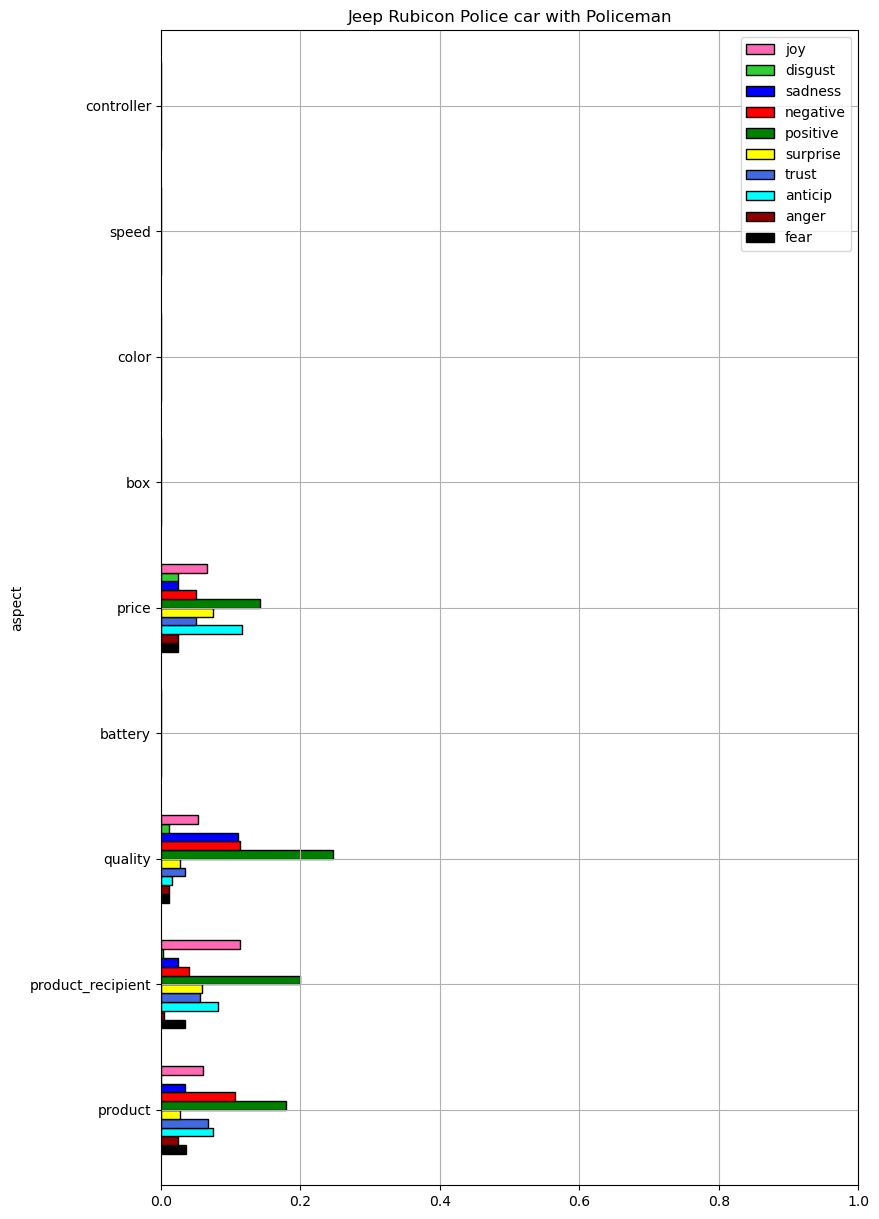 Jeep Rubicon Police car with Policeman
joy
disgust
sadness
negative
positive
surprise
trust
anticip
anger
fear
controller
speed
color
box
price
battery
quality
product_recipient
product
aspect
0.0 0.2 0.4 0.6 0.8 1.0